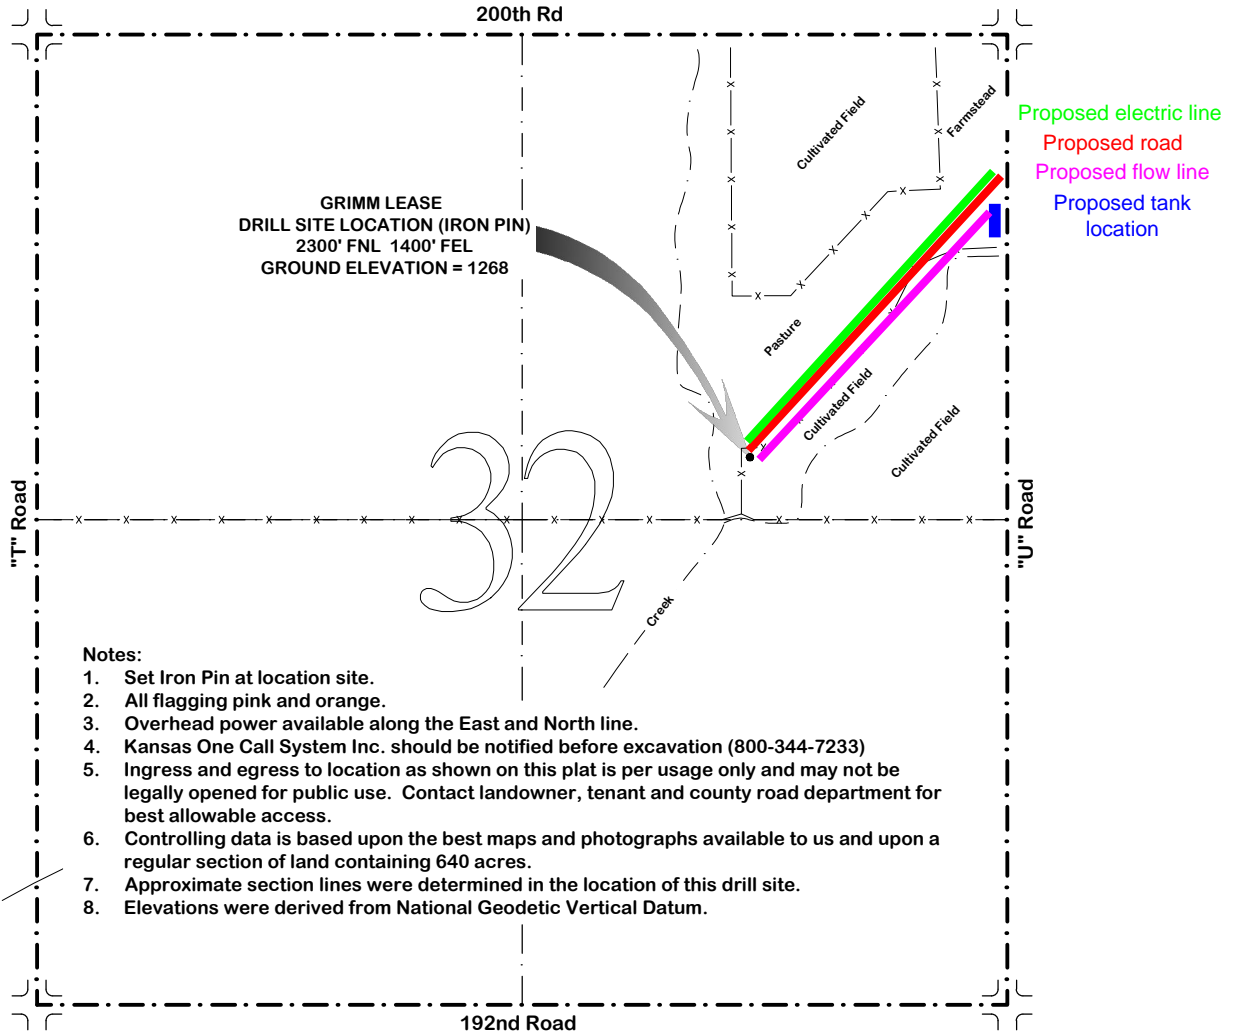 200th Rd
Cultivated Field
Farmstead
Proposed electric line
Proposed road
Proposed flow line
Proposed tank
location
GRIMM LEASE
DRILL SITE LOCATION (IRON PIN)
2300' FNL 1400' FEL
GROUND ELEVATION = 1268
Pasture
Cultivated Field
Cultivated Field
32
"T" Road
"U" Road
Creek
Notes:
1. Set Iron Pin at location site.
2. All flagging pink and orange.
3. Overhead power available along the East and North line.
4. Kansas One Call System Inc. should be notified before excavation (800-344-7233)
5. Ingress and egress to location as shown on this plat is per usage only and may not be
legally opened for public use. Contact landowner, tenant and county road department for
best allowable access.
6. Controlling data is based upon the best maps and photographs available to us and upon a
regular section of land containing 640 acres.
7. Approximate section lines were determined in the location of this drill site.
8. Elevations were derived from National Geodetic Vertical Datum.
192nd Road